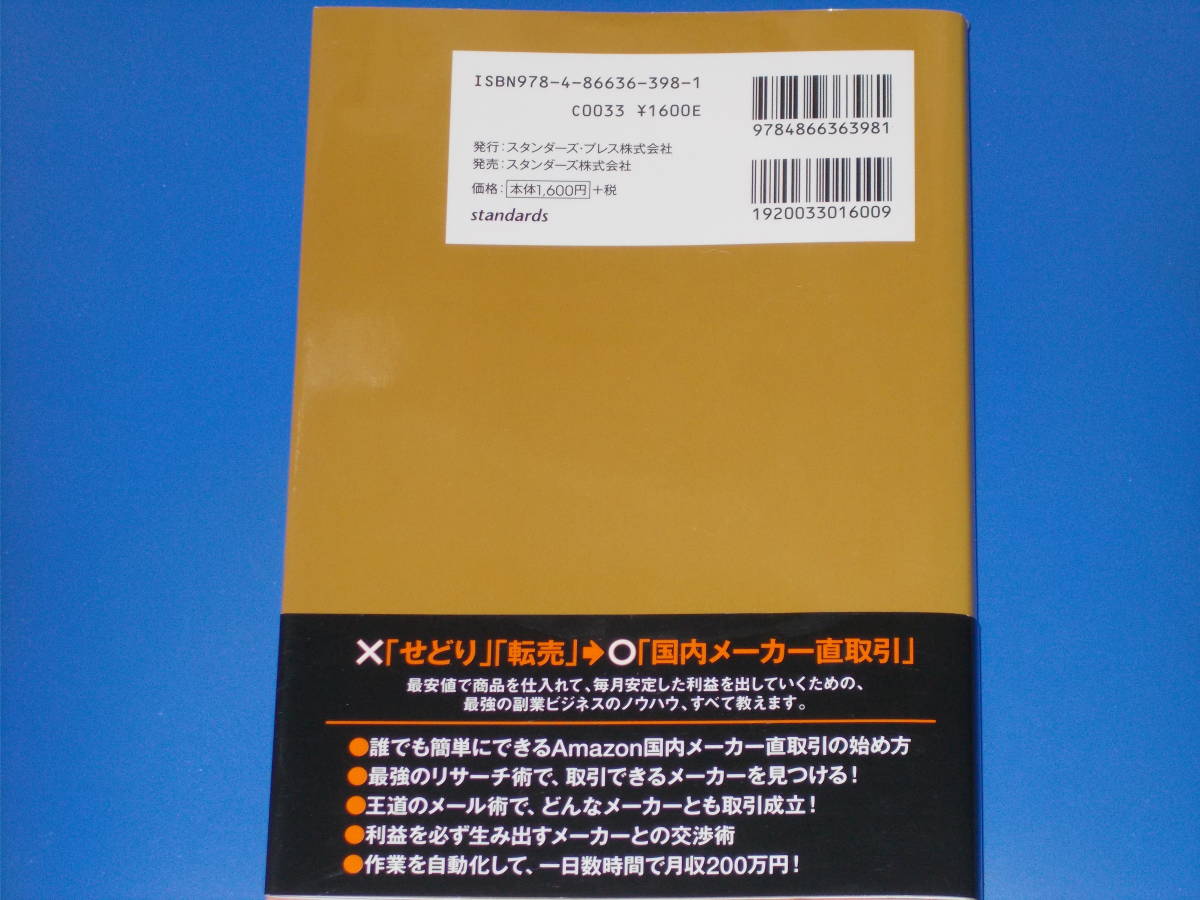 ISBN978-4-86636-398-1
C0033 ¥1600E
発行:スタンダーズ・プレス株式会社
発売:スタンダーズ株式会社
価格:本体1,600円+税
standards
9784866363981
1920033016009
×「せどり」「転売」➔○「国内メーカー直取引」
最安値で商品を仕入れて、毎月安定した利益を出していくための、
最強の副業ビジネスのノウハウ、すべて教えます。
●誰でも簡単にできるAmazon国内メーカー直取引の始め方
●最強のリサーチ術で、取引できるメーカーを見つける!
●王道のメール術で、どんなメーカーとも取引成立!
●利益を必ず生み出すメーカーとの交渉術
●作業を自動化して、一日数時間で月収200万円!